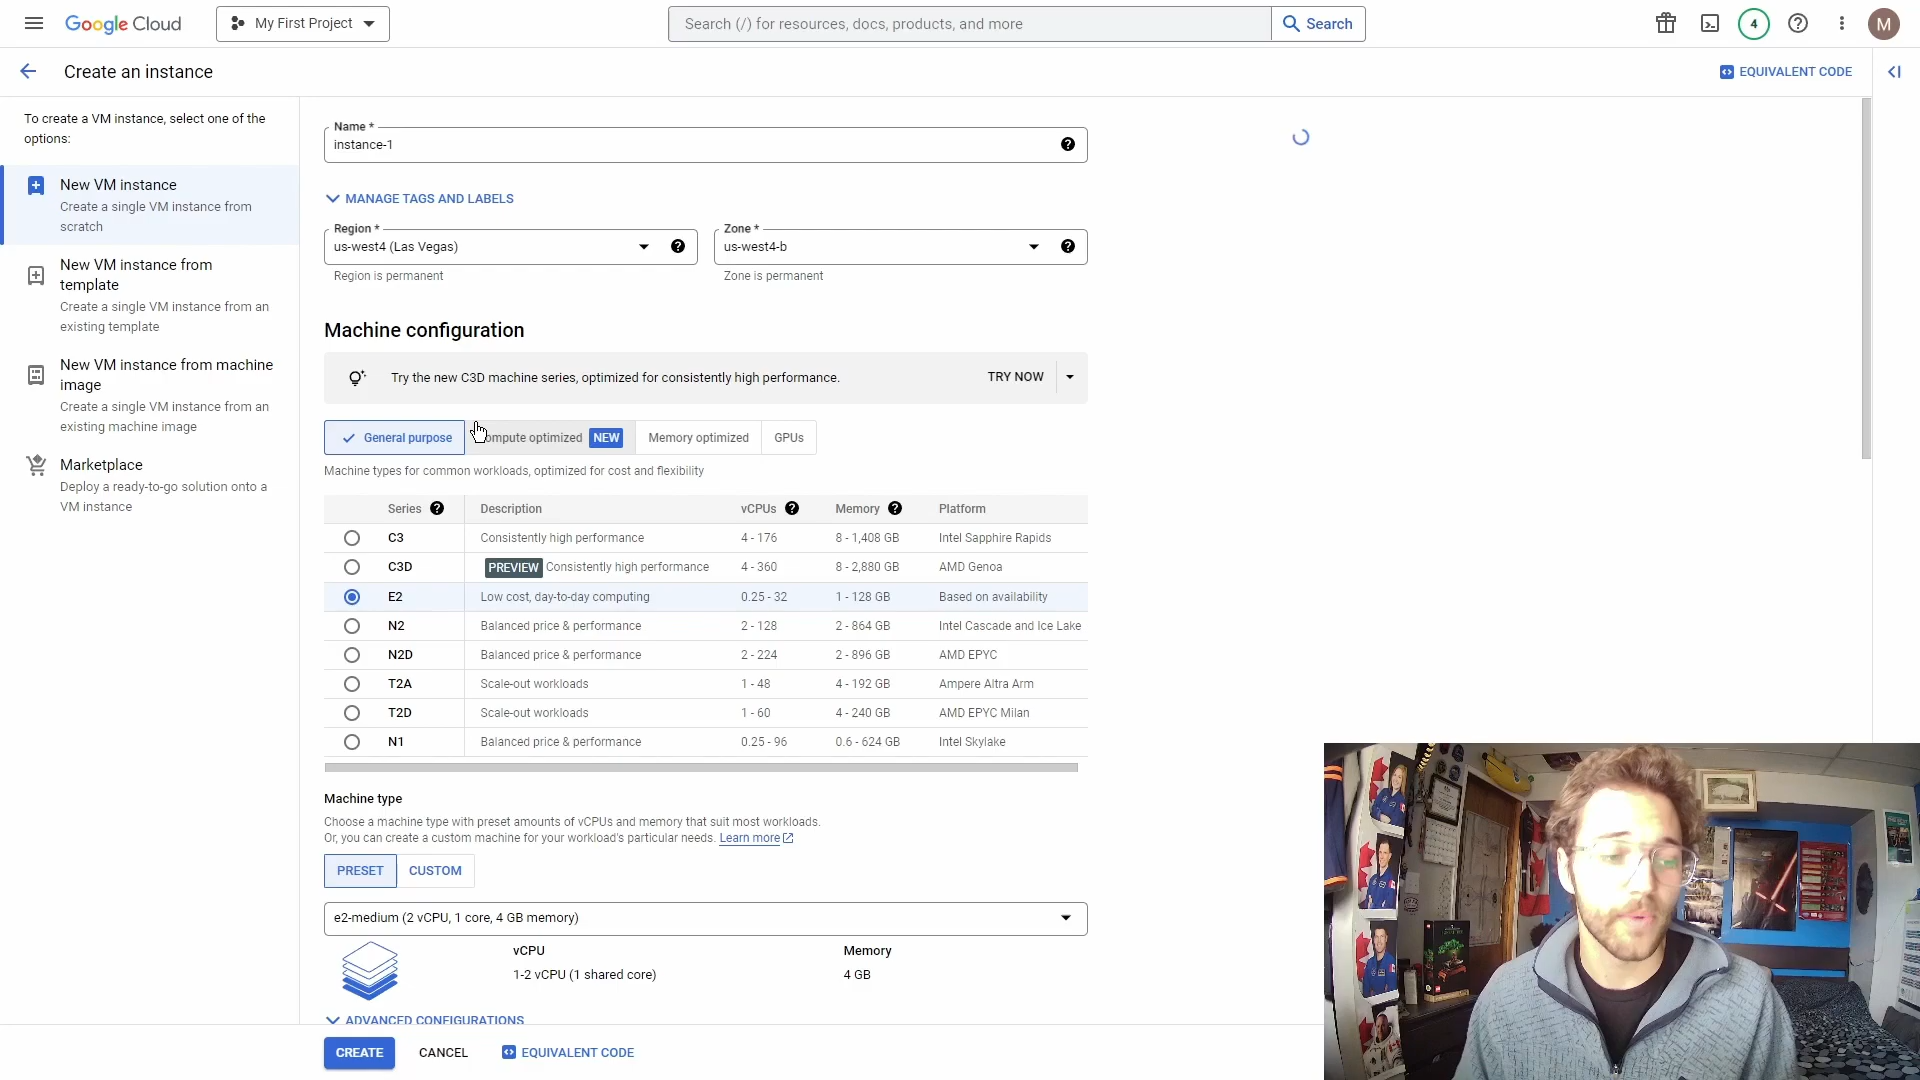 Google Cloud
My First Project
Search (/) for resources, docs, products, and more
Search
4
M
Create an instance
EQUIVALENT CODE
To create a VM instance, select one of the
options:
New VM instance
Create a single VM instance from
scratch
New VM instance from
template
Create a single VM instance from an
existing template
New VM instance from machine
image
Create a single VM instance from an
existing machine image
Marketplace
Deploy a ready-to-go solution onto a
VM instance
Name *
instance-1
MANAGE TAGS AND LABELS
Region *
us-west4 (Las Vegas)
Region is permanent
Zone *
us-west4-b
Zone is permanent
Machine configuration
Try the new C3D machine series, optimized for consistently high performance.
TRY NOW
General purpose
ompute optimized NEW
Memory optimized
GPUs
Machine types for common workloads, optimized for cost and flexibility
Series Description vCPUs Memory Platform
C3 Consistently high performance 4 - 176 8 - 1,408 GB Intel Sapphire Rapids
C3D PREVIEW Consistently high performance 4 - 360 8 - 2,880 GB AMD Genoa
E2 Low cost, day-to-day computing 0.25 - 32 1 - 128 GB Based on availability
N2 Balanced price & performance 2 - 128 2 - 864 GB Intel Cascade and Ice Lake
N2D Balanced price & performance 2 - 224 2 - 896 GB AMD EPYC
T2A Scale-out workloads 1 - 48 4 - 192 GB Ampere Altra Arm
T2D Scale-out workloads 1 - 60 4 - 240 GB AMD EPYC Milan
N1 Balanced price & performance 0.25 - 96 0.6 - 624 GB Intel Skylake
Machine type
Choose a machine type with preset amounts of vCPUs and memory that suit most workloads.
Or, you can create a custom machine for your workload's particular needs. Learn more
PRESET
CUSTOM
e2-medium (2 vCPU, 1 core, 4 GB memory)
vCPU
1-2 vCPU (1 shared core)
Memory
4 GB
ADVANCED CONFIGURATIONS
CREATE
CANCEL
EQUIVALENT CODE